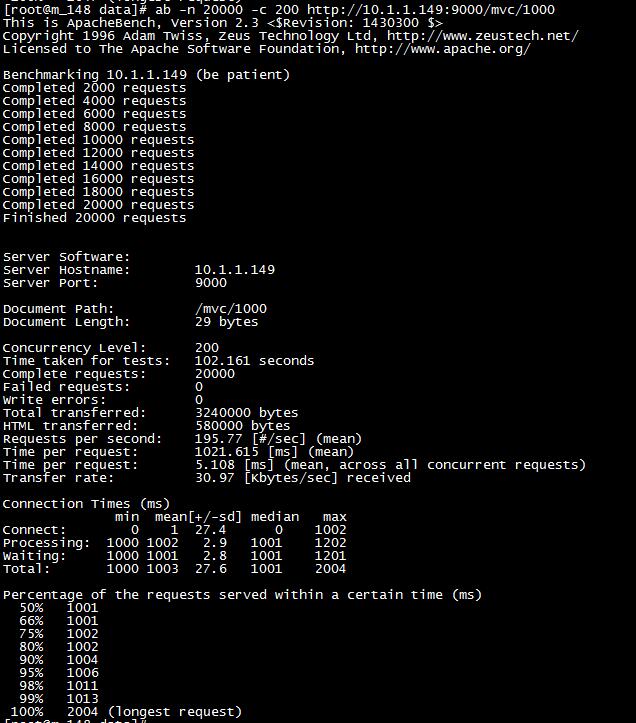 [root@m_148 data]# ab -n 20000 -c 200 http://10.1.1.149:9000/mvc/1000
This is ApacheBench, Version 2.3 <$Revision: 1430300 $>
Copyright 1996 Adam Twiss, Zeus Technology Ltd, http://www.zeustech.net/
Licensed to The Apache Software Foundation, http://www.apache.org/

Benchmarking 10.1.1.149 (be patient)
Completed 2000 requests
Completed 4000 requests
Completed 6000 requests
Completed 8000 requests
Completed 10000 requests
Completed 12000 requests
Completed 14000 requests
Completed 16000 requests
Completed 18000 requests
Completed 20000 requests
Finished 20000 requests

Server Software:
Server Hostname:        10.1.1.149
Server Port:            9000

Document Path:          /mvc/1000
Document Length:        29 bytes

Concurrency Level:      200
Time taken for tests:   102.161 seconds
Complete requests:      20000
Failed requests:        0
Write errors:           0
Total transferred:      3240000 bytes
HTML transferred:       580000 bytes
Requests per second:    195.77 [#/sec] (mean)
Time per request:       1021.615 [ms] (mean)
Time per request:       5.108 [ms] (mean, across all concurrent requests)
Transfer rate:          30.97 [Kbytes/sec] received

Connection Times (ms)
              min  mean[+/-sd] median   max
Connect:        0    1  27.4      0    1002
Processing:  1000 1002   2.9   1001    1202
Waiting:     1000 1001   2.8   1001    1201
Total:       1000 1003  27.6   1001    2004

Percentage of the requests served within a certain time (ms)
  50%   1001
  66%   1001
  75%   1002
  80%   1002
  90%   1004
  95%   1006
  98%   1011
  99%   1013
 100%   2004 (longest request)